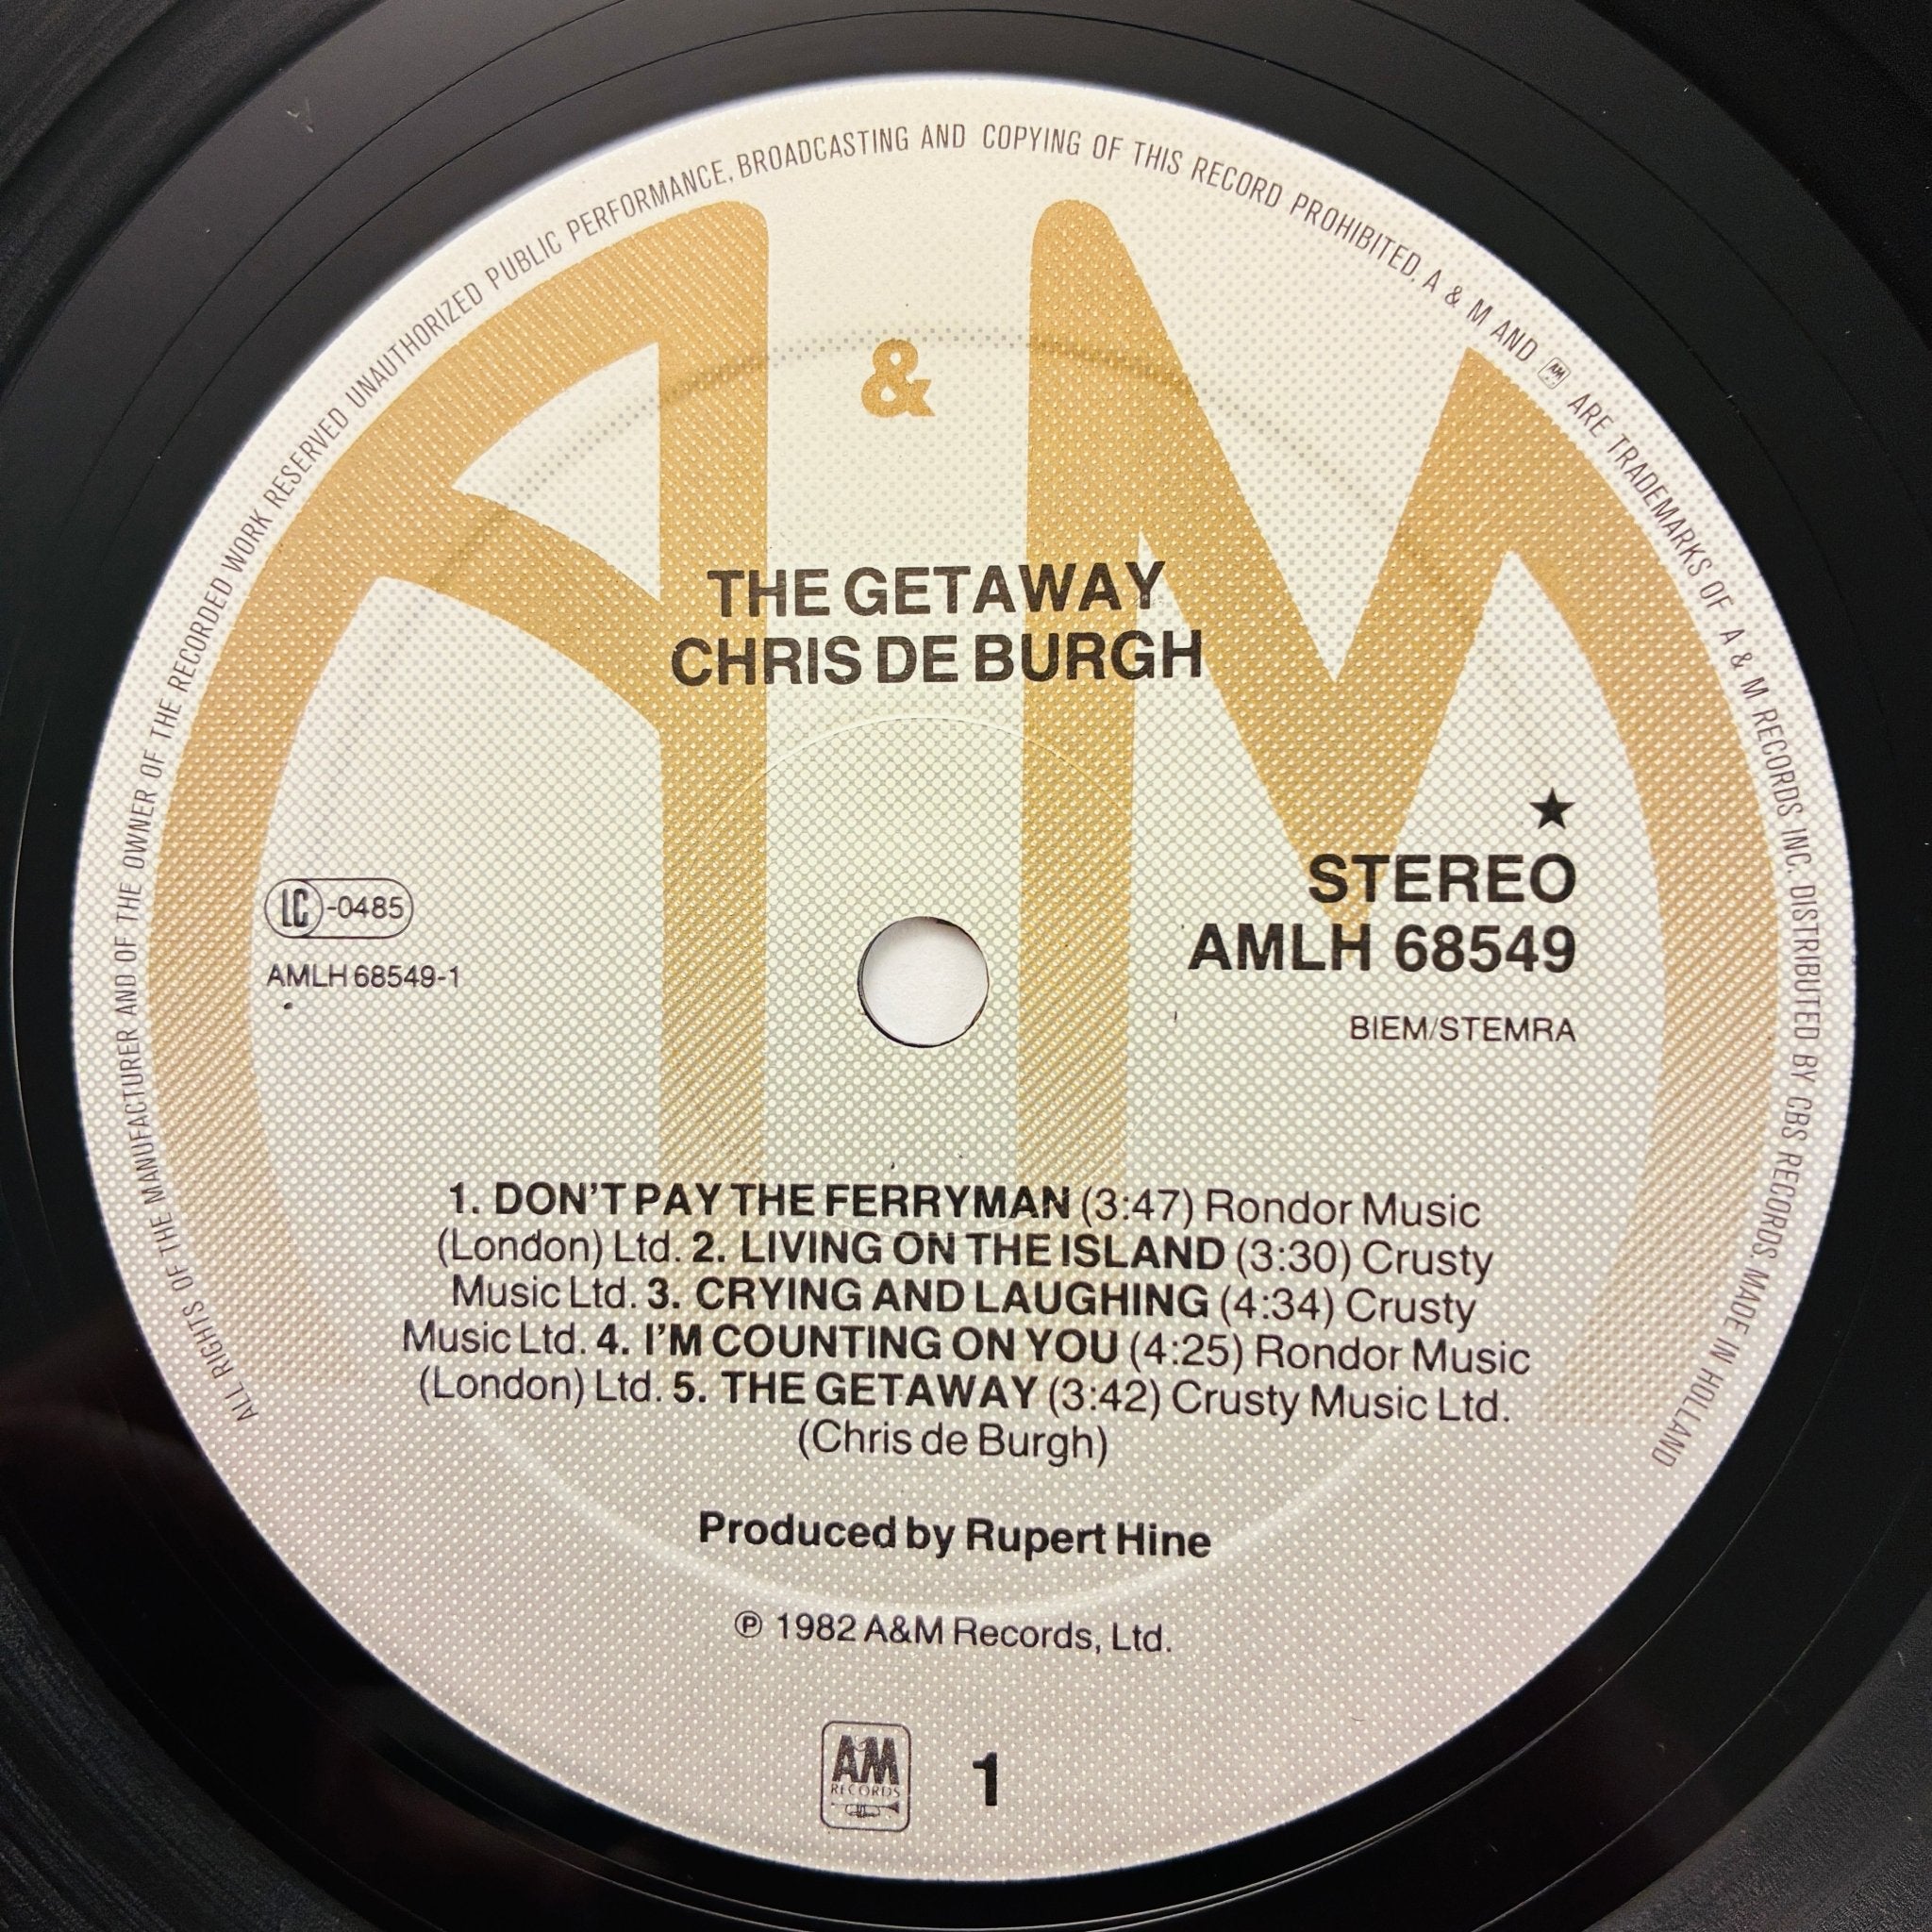 ALL RIGHTS OF THE MANUFACTURER AND OF THE OWNER OF THE RECORDED WORK RESERVED UNAUTHORIZED PUBLIC PERFORMANCE, BROADCASTING AND COPYING OF THIS RECORD PROHIBITED. A & M AND AM ARE TRADEMARKS OF A & M RECORDS INC. DISTRIBUTED BY CBS RECORDS. MADE IN HOLLAND
A & M
THE GETAWAY
CHRIS DE BURGH
★
STEREO
AMLH 68549
BIEM/STEMRA
LC-0485
AMLH 68549-1
1. DON'T PAY THE FERRYMAN (3:47) Rondor Music
(London) Ltd. 2. LIVING ON THE ISLAND (3:30) Crusty
Music Ltd. 3. CRYING AND LAUGHING (4:34) Crusty
Music Ltd. 4. I'M COUNTING ON YOU (4:25) Rondor Music
(London) Ltd. 5. THE GETAWAY (3:42) Crusty Music Ltd.
(Chris de Burgh)
Produced by Rupert Hine
℗ 1982 A&M Records, Ltd.
AM
RECORDS
1